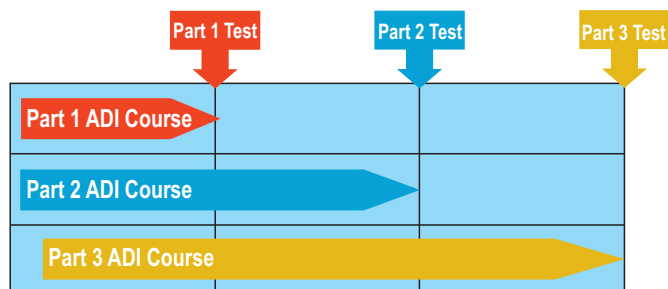 Part 1 Test
Part 2 Test
Part 3 Test
Part 1 ADI Course
Part 2 ADI Course
Part 3 ADI Course